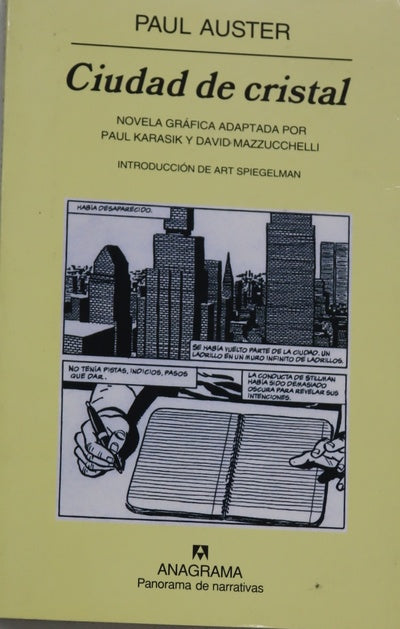 PAUL AUSTER
Ciudad de cristal
NOVELA GRÁFICA ADAPTADA POR
PAUL KARASIK Y DAVID MAZZUCCHELLI
INTRODUCCIÓN DE ART SPIEGELMAN
HABÍA DESAPARECIDO.
SE HABÍA VUELTO PARTE DE LA CIUDAD. UN
LADRILLO EN UN MURO INFINITO DE LADRILLOS.
NO TENÍA PISTAS, INDICIOS, PASOS
QUE DAR.
LA CONDUCTA DE STILLMAN
HABÍA SIDO DEMASIADO
OSCURA PARA REVELAR SUS
INTENCIONES.
ANAGRAMA
Panorama de narrativas